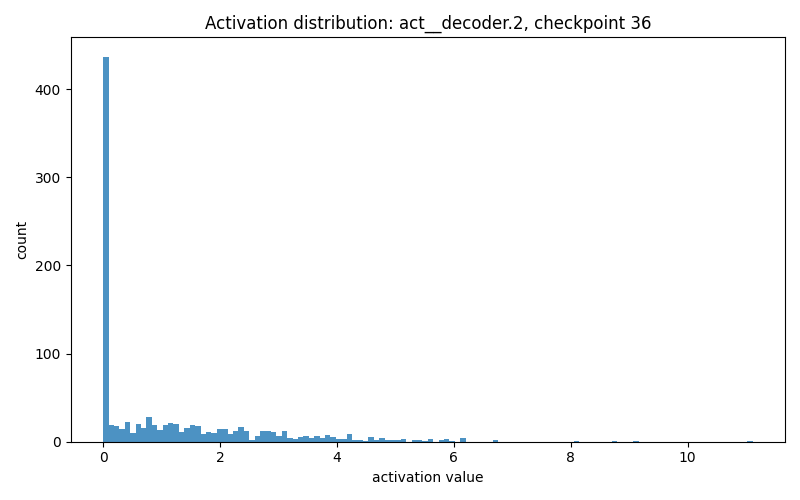 Activation distribution: act__decoder.2, checkpoint 36
count
400
300
200
100
0
0 2 4 6 8 10
activation value